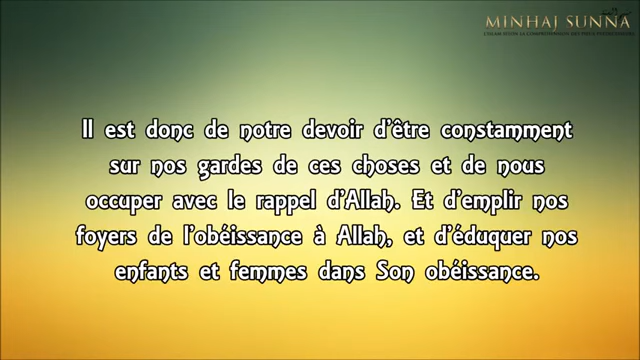 MINHAJ SUNNA
Il est donc de notre devoir d'être constamment
sur nos gardes de ces choses et de nous
occuper avec le rappel d'Allah. Et d'emplir nos
foyers de l'obéissance à Allah, et d'éduquer nos
enfants et femmes dans Son obéissance.